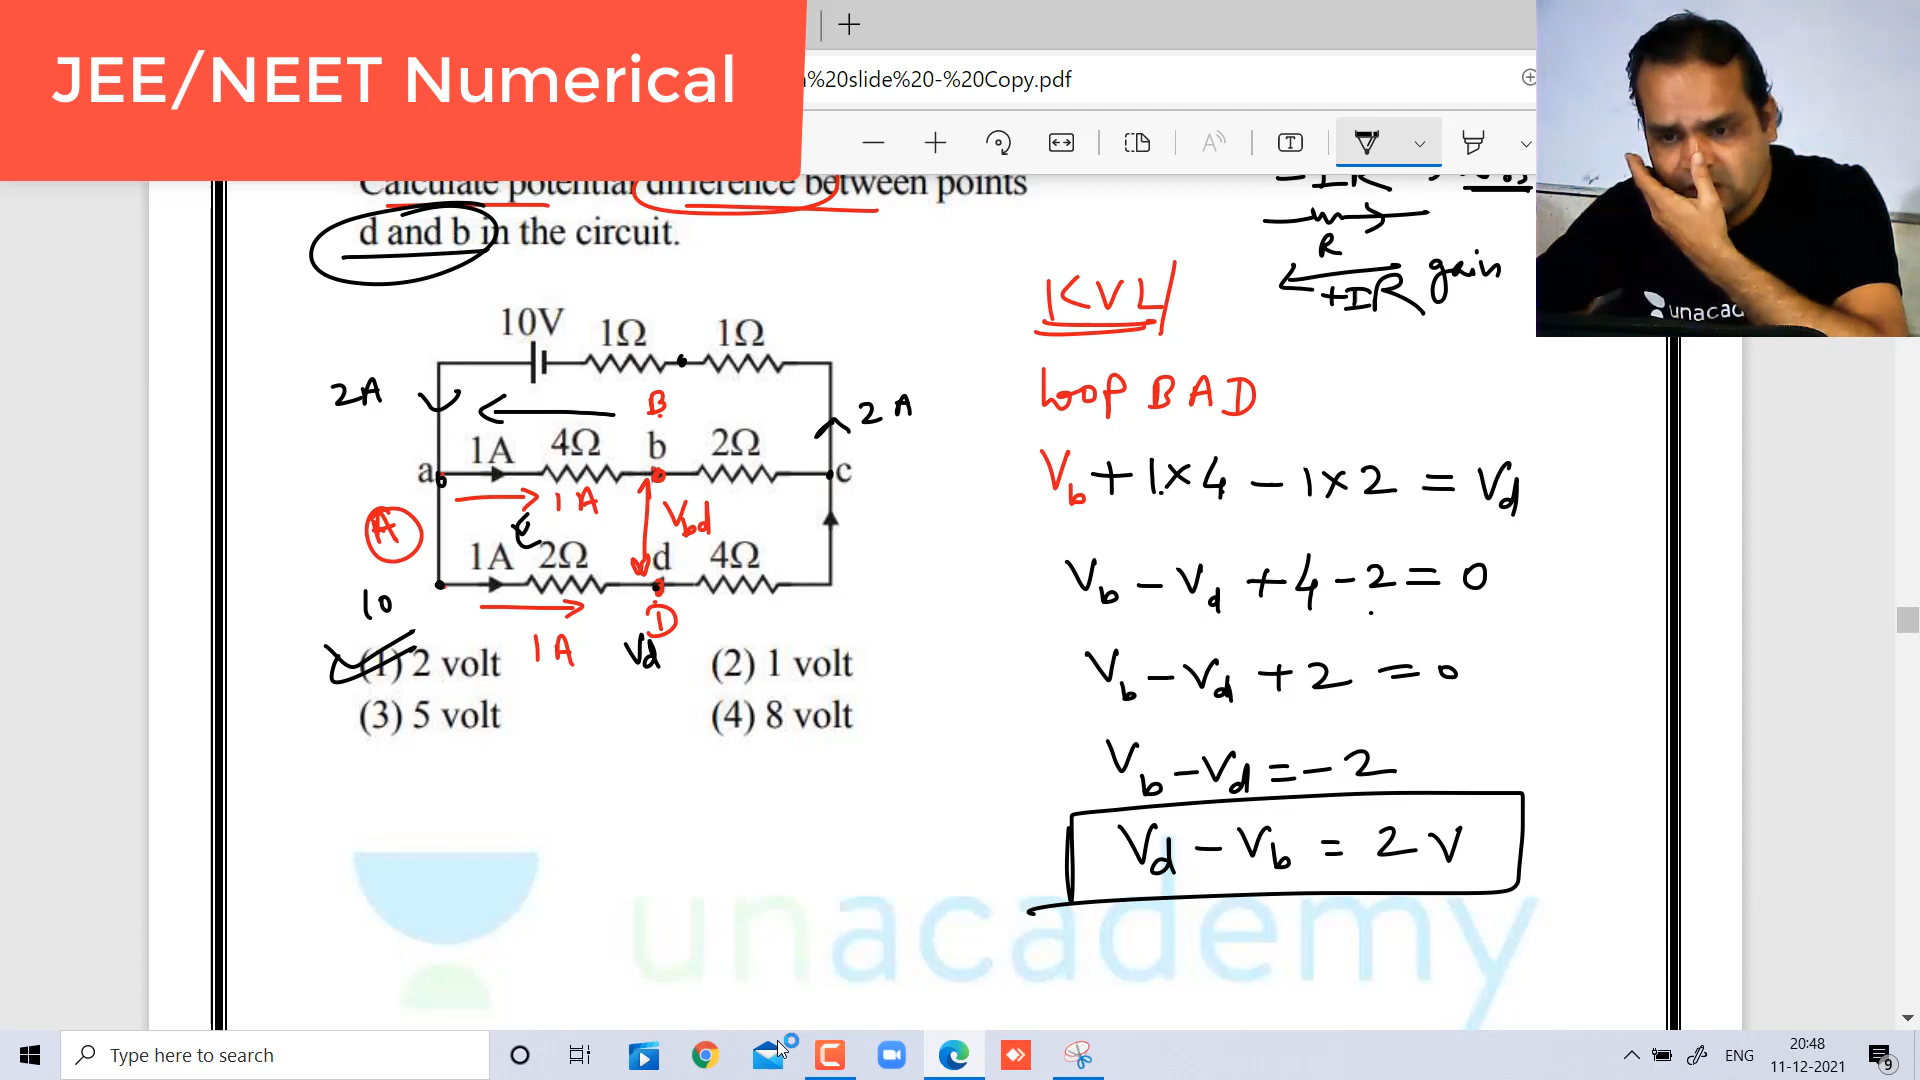 JEE/NEET Numerical
a%20slide%20-%20Copy.pdf
Calculate potential difference between points
d and b in the circuit.
- IR
R
+IR gain
unacad
KVL
10V 1Ω 1Ω
2A
2 A
B
loop B A D
1A 4Ω b 2Ω
a c
1 A
Vb + 1×4 - 1×2 = Vd
A
Vbd
1A 2Ω d 4Ω
Vb - Vd + 4 - 2 = 0
10
1 A
D
Vd
(1) 2 volt (2) 1 volt
(3) 5 volt (4) 8 volt
Vb - Vd + 2 = 0
Vb - Vd = - 2
Vd - Vb = 2 V
unacademy
Type here to search
ENG
20:48
11-12-2021
9